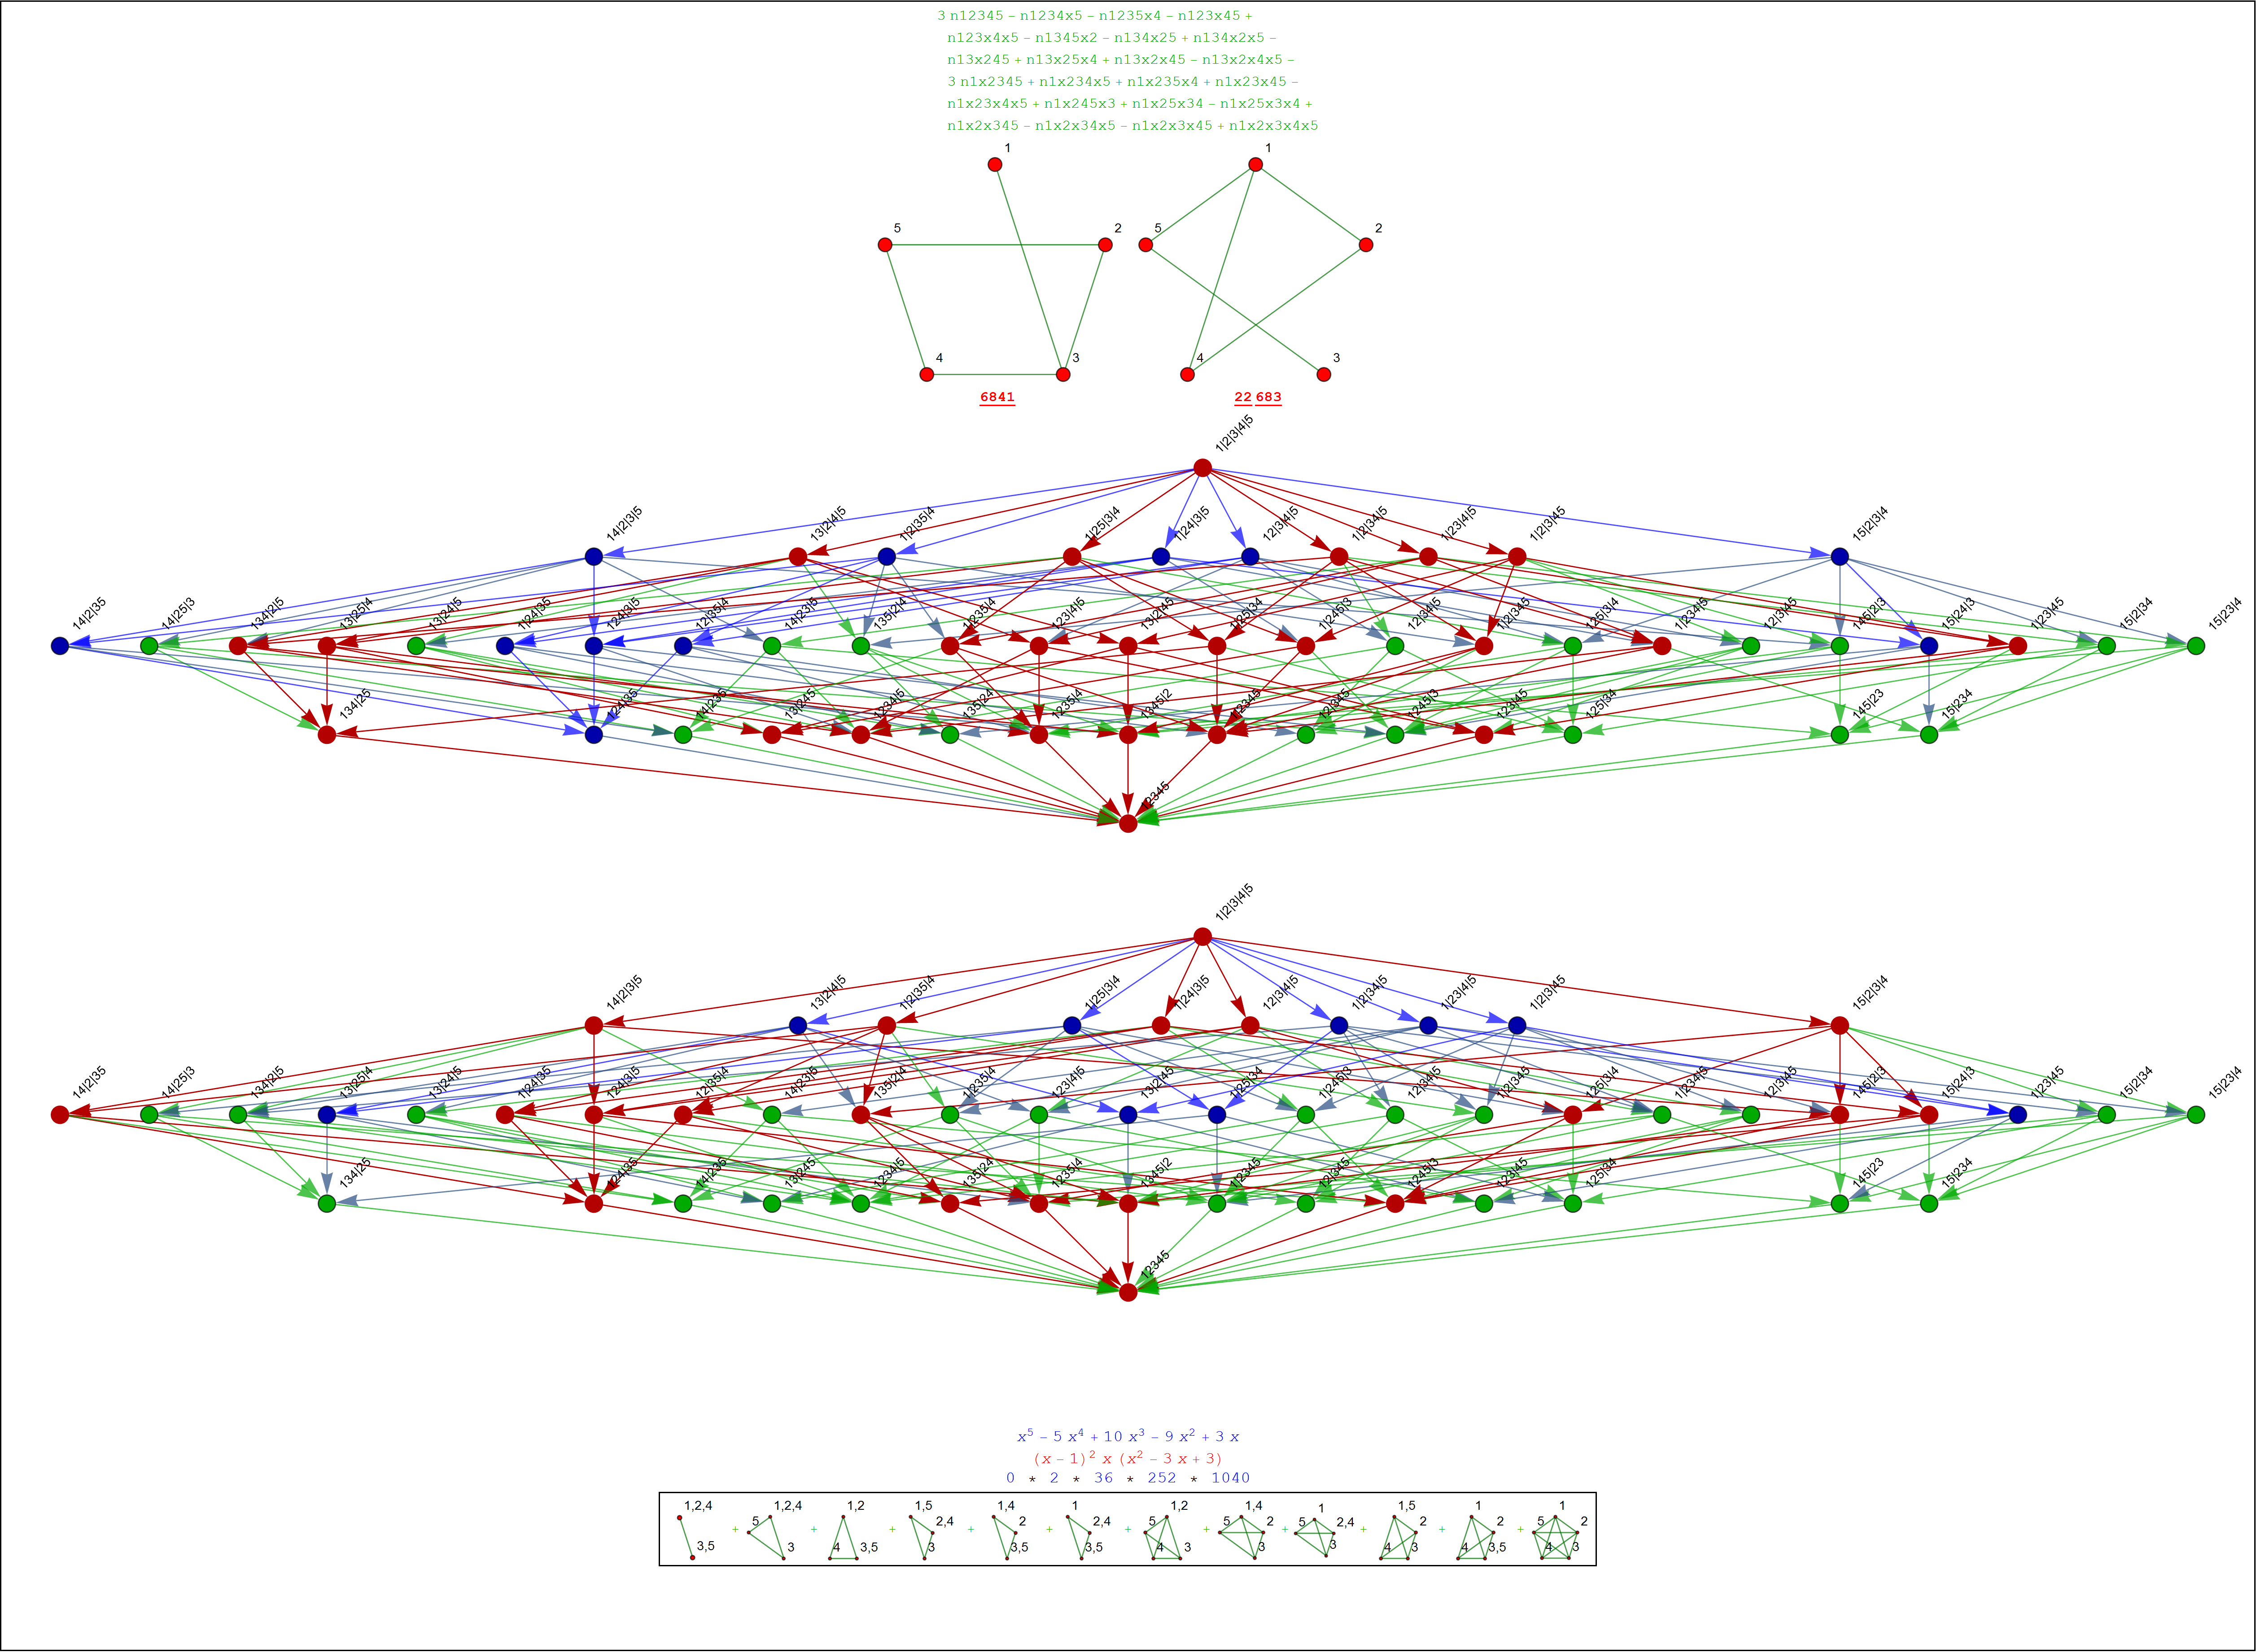 3 n12345 – n1234x5 – n1235x4 – n123x45 +
n123x4x5 – n1345x2 – n134x25 + n134x2x5 –
n13x245 + n13x25x4 + n13x2x45 – n13x2x4x5 –
3 n1x2345 + n1x234x5 + n1x235x4 + n1x23x45 –
n1x23x4x5 + n1x245x3 + n1x25x34 – n1x25x3x4 +
n1x2x345 – n1x2x34x5 – n1x2x3x45 + n1x2x3x4x5
1 1
5 2 5 2
4 3 4 3
6841 22 683
1|2|3|4|5
14|2|3|5 13|2|4|5 1|2|35|4 1|25|3|4 1|24|3|5 12|3|4|5 1|2|34|5 1|23|4|5 1|2|3|45 15|2|3|4
14|2|35 14|25|3 134|2|5 13|25|4 13|24|5 1|24|35 124|3|5 12|35|4 14|23|5 135|2|4 1|235|4 123|4|5 13|2|45 1|25|34 1|245|3 12|34|5 1|2|345 125|3|4 1|234|5 12|3|45 145|2|3 15|24|3 1|23|45 15|2|34 15|23|4
134|25 124|35 14|235 13|245 1234|5 135|24 1235|4 1345|2 1|2345 12|345 1245|3 123|45 125|34 145|23 15|234
12345
1|2|3|4|5
14|2|3|5 13|2|4|5 1|2|35|4 1|25|3|4 1|24|3|5 12|3|4|5 1|2|34|5 1|23|4|5 1|2|3|45 15|2|3|4
14|2|35 14|25|3 134|2|5 13|25|4 13|24|5 1|24|35 124|3|5 12|35|4 14|23|5 135|2|4 1|235|4 123|4|5 13|2|45 1|25|34 1|245|3 12|34|5 1|2|345 125|3|4 1|234|5 12|3|45 145|2|3 15|24|3 1|23|45 15|2|34 15|23|4
134|25 124|35 14|235 13|245 1234|5 135|24 1235|4 1345|2 1|2345 12|345 1245|3 123|45 125|34 145|23 15|234
12345
x⁵ – 5 x⁴ + 10 x³ – 9 x² + 3 x
(x – 1)² x (x² – 3 x + 3)
0 * 2 * 36 * 252 * 1040
1,2,4 1,2,4 1,2 1,5 1,4 1 1,2 1,4 1 1,5 1 1
+ 5 + + 2,4 + 2 + 2,4 + 5 + 5 2 + 5 2,4 + 2 + 2 + 5 2
3,5 3 4 3,5 3 3,5 3,5 4 3 3 3 4 3 4 3,5 4 3